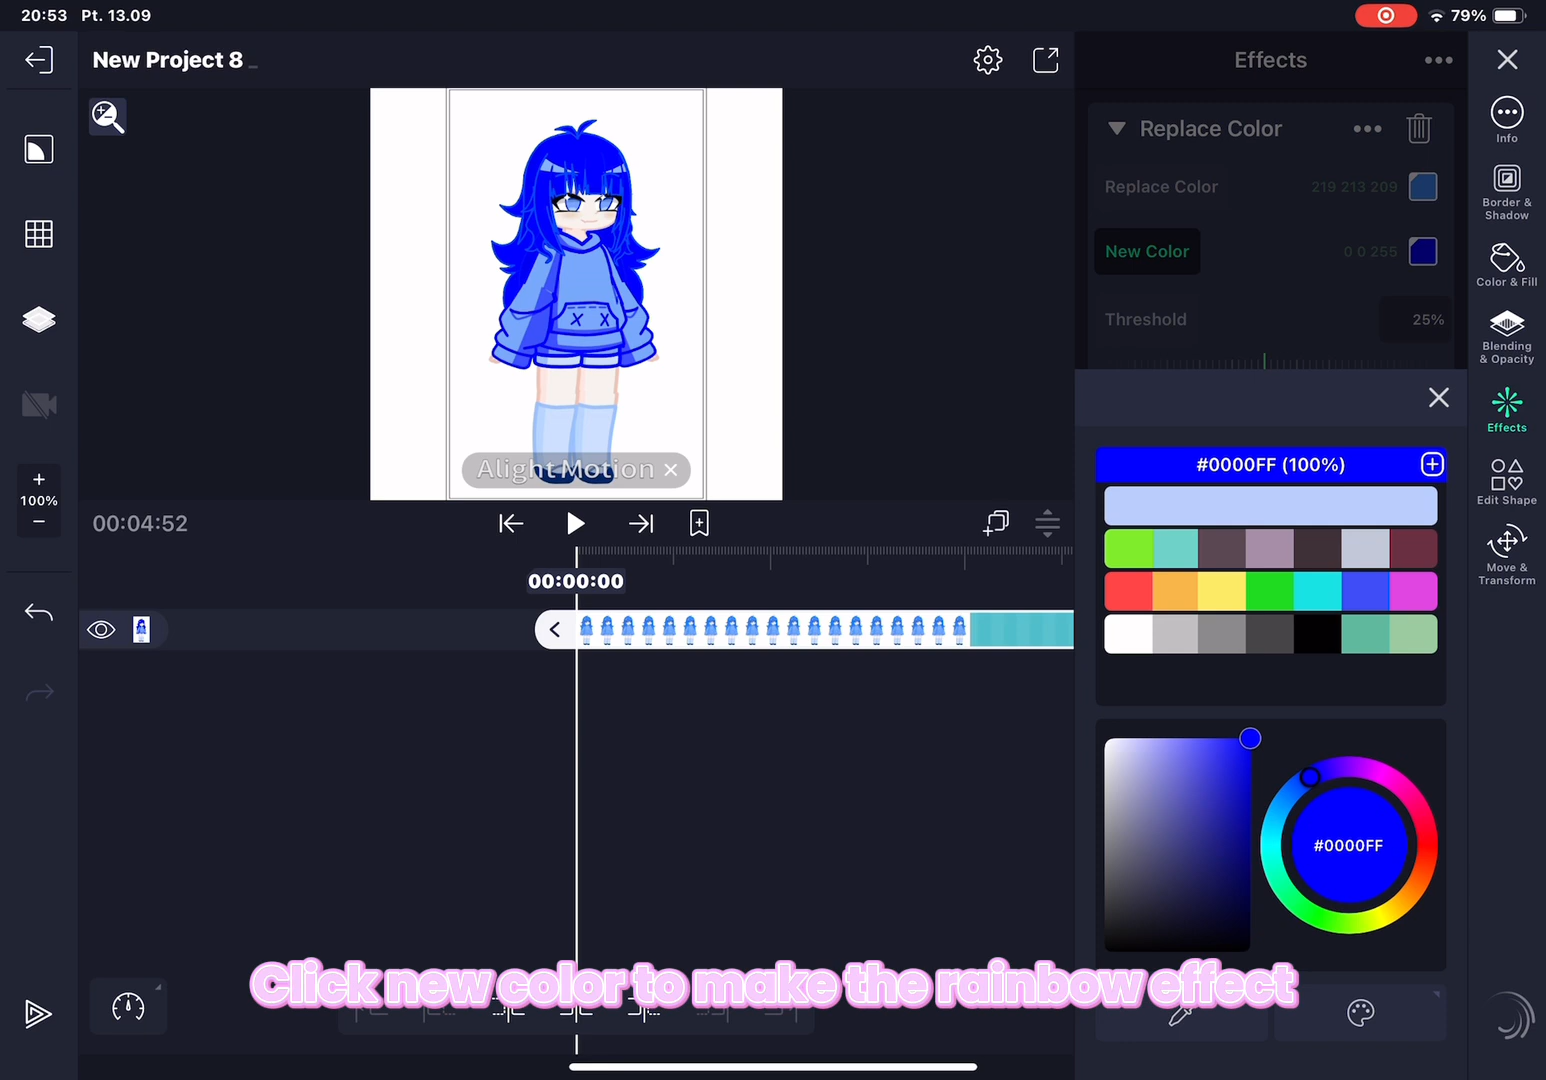 20:53 Pt. 13.09
79%
New Project 8
Effects
Info
Replace Color
Replace Color 219 213 209
Border & Shadow
New Color 0 0 255
Color & Fill
Threshold 25%
Blending & Opacity
Effects
Alight Motion
#0000FF (100%)
Edit Shape
100%
00:04:52
Move & Transform
00:00:00
#0000FF
Click new color to make the rainbow effect